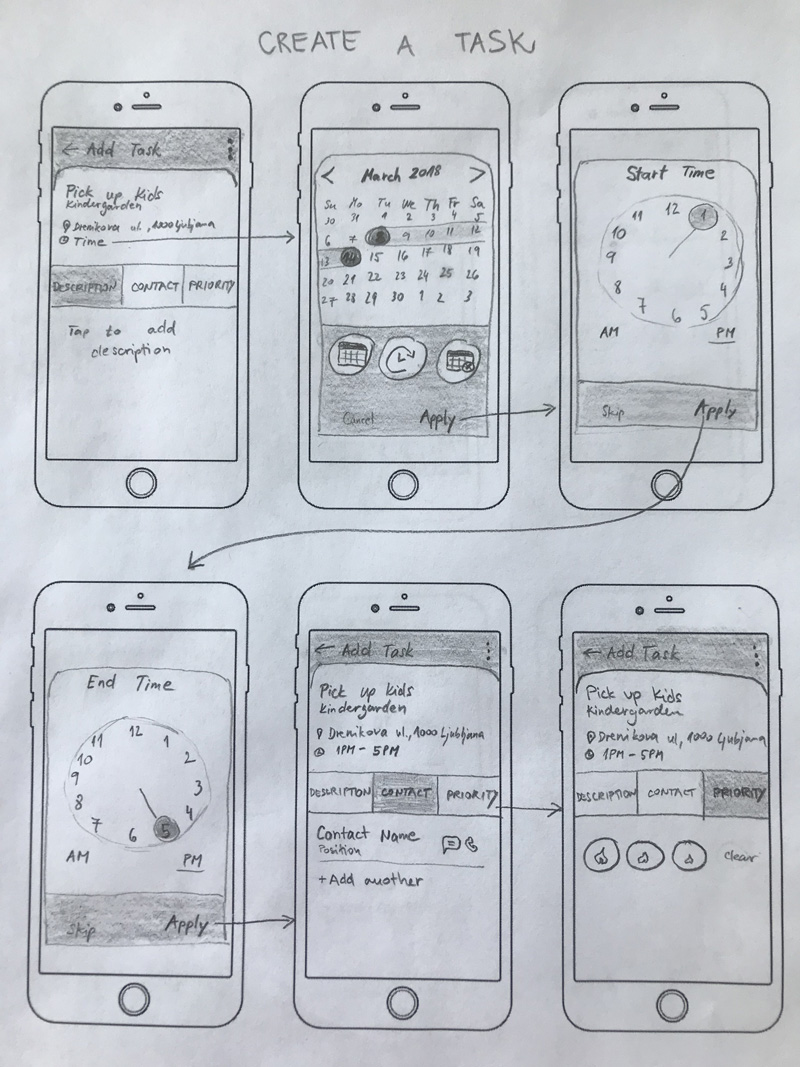 CREATE A TASK
← Add Task
Pick up Kids
Kindergarden
Drenikova ul., 1000 Ljubljana
Time
DESCRIPTION CONTACT PRIORITY
Tap to add
description
< March 2018 >
Su Mo Tu We Th Fr Sa
30 31 1 2 3 4 5
6 7 8 9 10 11 12
13 14 15 16 17 18 19
20 21 22 23 24 25 26
27 28 29 30 1 2 3
Cancel Apply
Start Time
12
11 1
10 2
9 3
8 4
7 6 5
AM PM
Skip Apply
End Time
12
11 1
10 2
9 3
8 4
7 6 5
AM PM
Skip Apply
← Add Task
Pick up kids
Kindergarden
Drenikova ul., 1000 Ljubljana
1PM - 5PM
DESCRIPTION CONTACT PRIORITY
Contact Name
Position
+Add another
← Add Task
Pick up kids
Kindergarden
Drenikova ul, 1000 Ljubljana
1PM - 5PM
DESCRIPTION CONTACT PRIORITY
clear